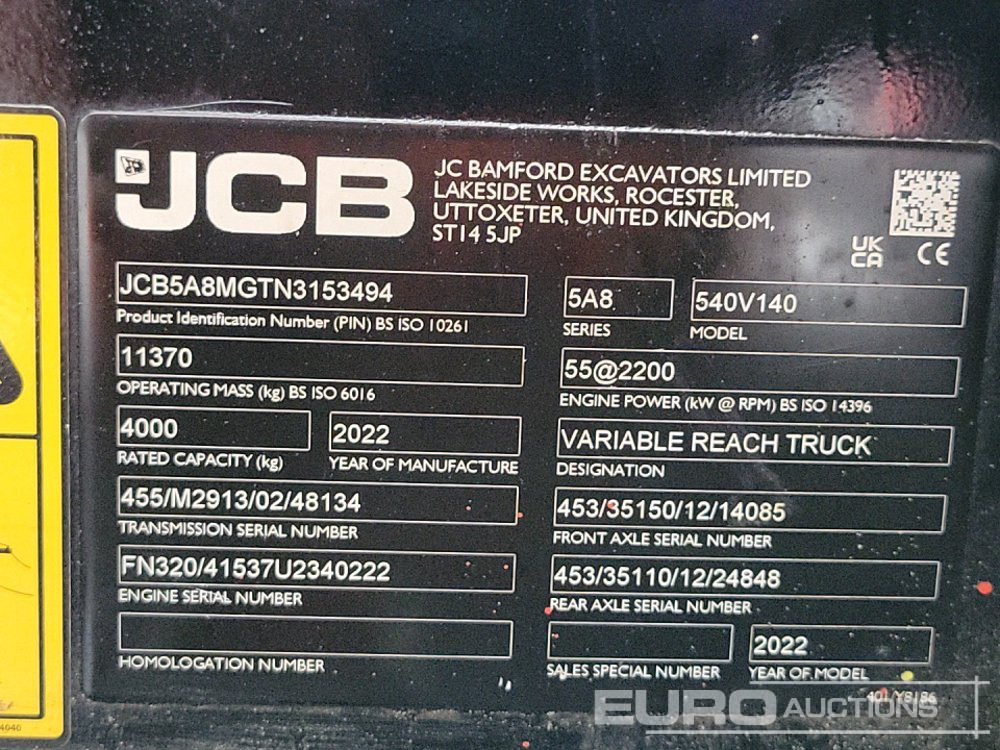 JCB
JC BAMFORD EXCAVATORS LIMITED
LAKESIDE WORKS, ROCESTER,
UTTOXETER, UNITED KINGDOM,
ST14 5JP
UK
CA
CE
JCB5A8MGTN3153494
Product Identification Number (PIN) BS ISO 10261
5A8
SERIES
540V140
MODEL
11370
OPERATING MASS (kg) BS ISO 6016
55@2200
ENGINE POWER (kW @ RPM) BS ISO 14396
4000
RATED CAPACITY (kg)
2022
YEAR OF MANUFACTURE
VARIABLE REACH TRUCK
DESIGNATION
455/M2913/02/48134
TRANSMISSION SERIAL NUMBER
453/35150/12/14085
FRONT AXLE SERIAL NUMBER
FN320/41537U2340222
ENGINE SERIAL NUMBER
453/35110/12/24848
REAR AXLE SERIAL NUMBER
HOMOLOGATION NUMBER
SALES SPECIAL NUMBER
2022
YEAR OF MODEL
401/Y8186
EURO AUCTIONS
4040